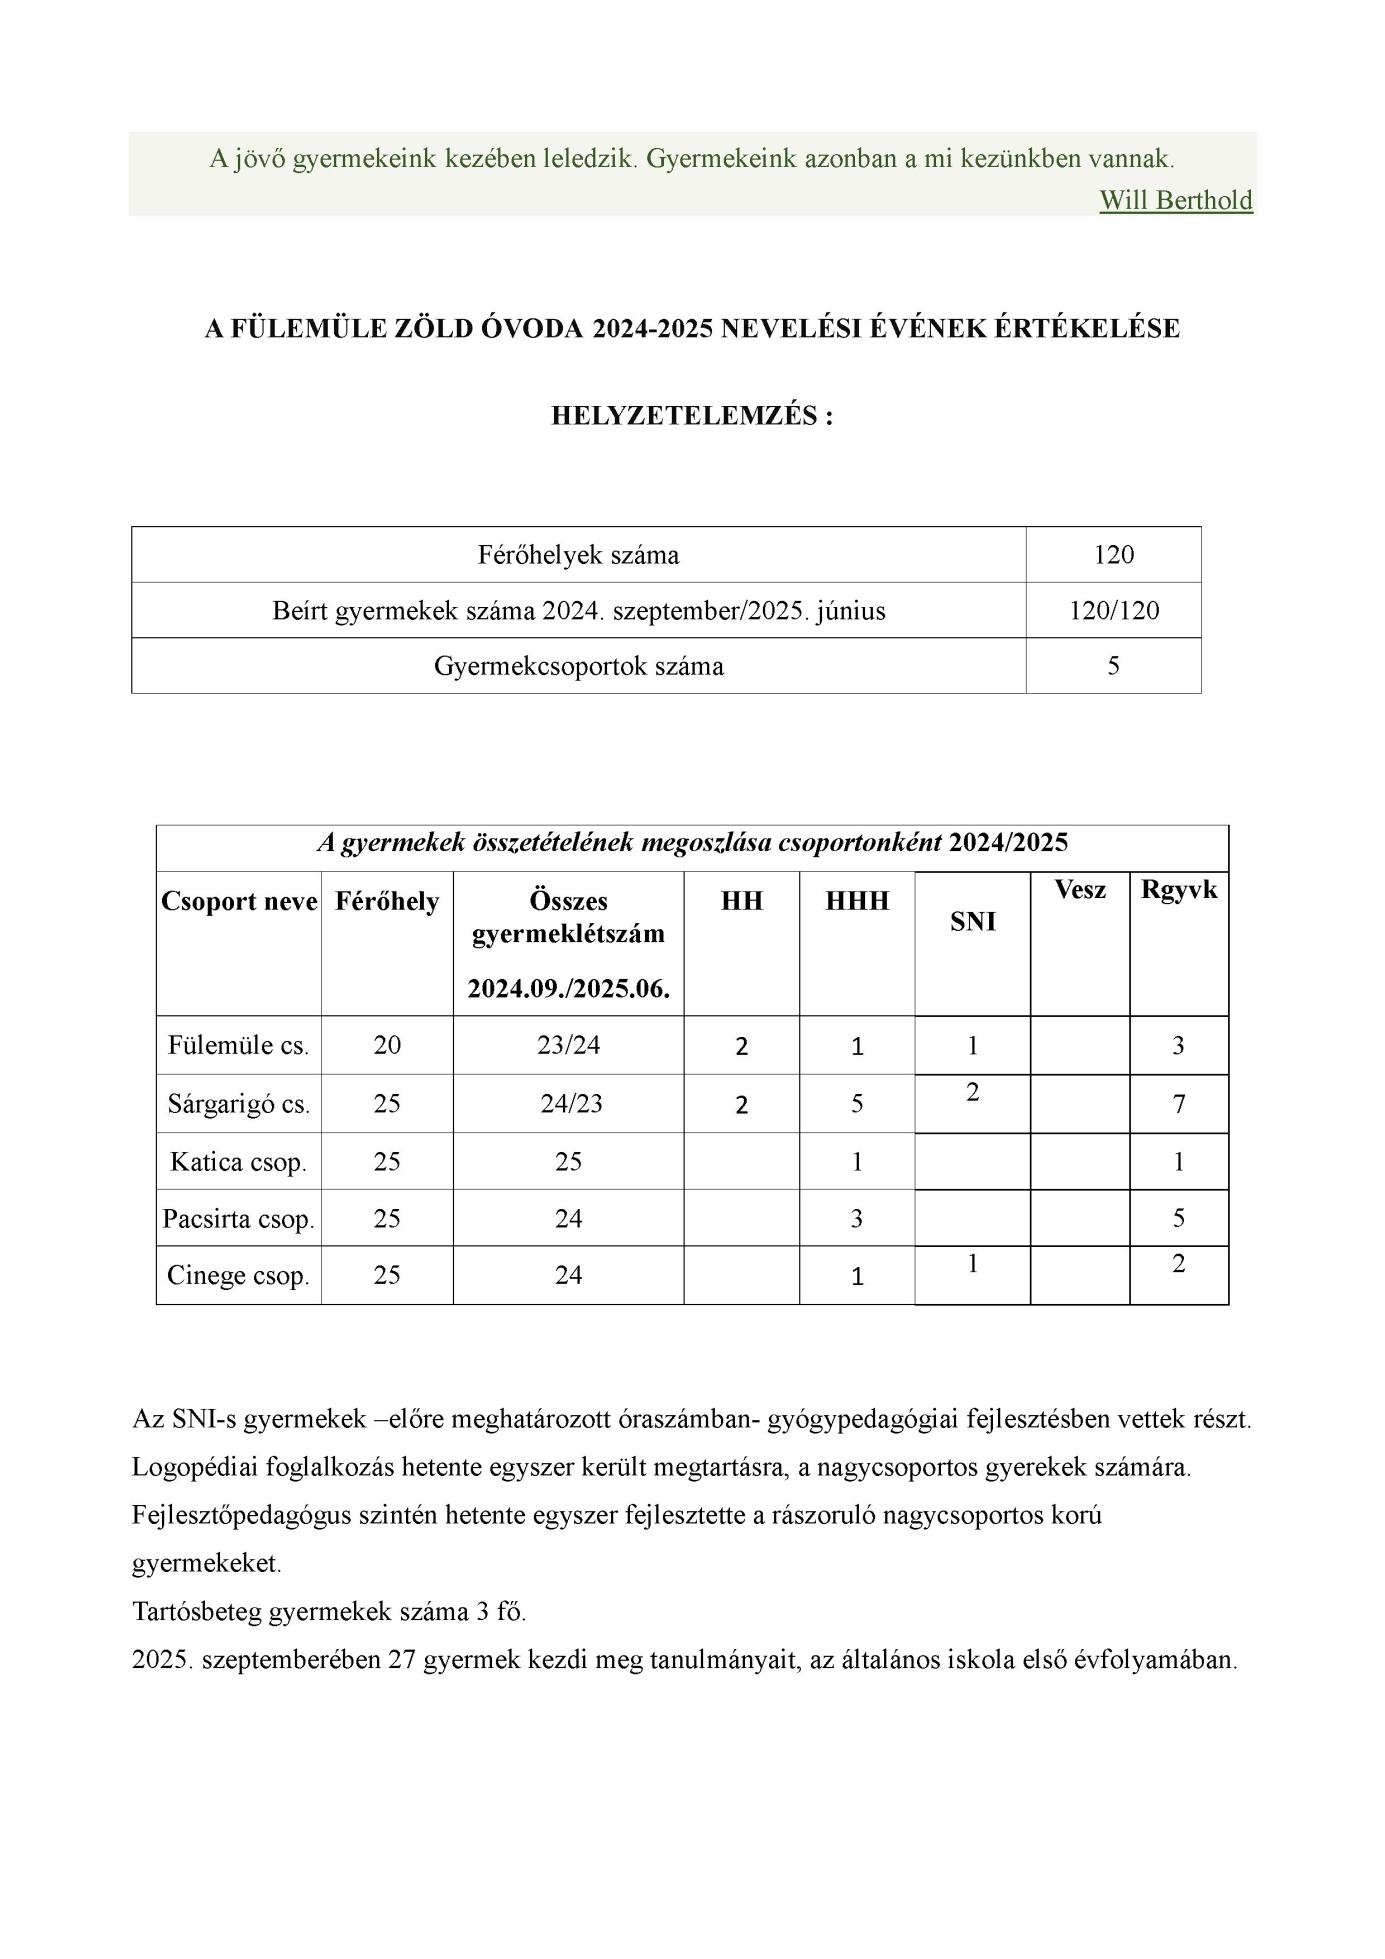 A jövő gyermekeink kezében leledzik. Gyermekeink azonban a mi kezünkben vannak.
Will Berthold
A FÜLEMÜLE ZÖLD ÓVODA 2024-2025 NEVELÉSI ÉVÉNEK ÉRTÉKELÉSE
HELYZETELEMZÉS :
Férőhelyek száma 120
Beírt gyermekek száma 2024. szeptember/2025. június 120/120
Gyermekcsoportok száma 5
A gyermekek összetételének megoszlása csoportonként 2024/2025
Csoport neve Férőhely Összes gyermeklétszám 2024.09./2025.06. HH HHH SNI Vesz Rgyvk
Fülemüle cs. 20 23/24 2 1 1 3
Sárgarigó cs. 25 24/23 2 5 2 7
Katica csop. 25 25 1 1
Pacsirta csop. 25 24 3 5
Cinege csop. 25 24 1 1 2
Az SNI-s gyermekek –előre meghatározott óraszámban- gyógypedagógiai fejlesztésben vettek részt.
Logopédiai foglalkozás hetente egyszer került megtartásra, a nagycsoportos gyerekek számára.
Fejlesztőpedagógus szintén hetente egyszer fejlesztette a rászoruló nagycsoportos korú
gyermekeket.
Tartósbeteg gyermekek száma 3 fő.
2025. szeptemberében 27 gyermek kezdi meg tanulmányait, az általános iskola első évfolyamában.